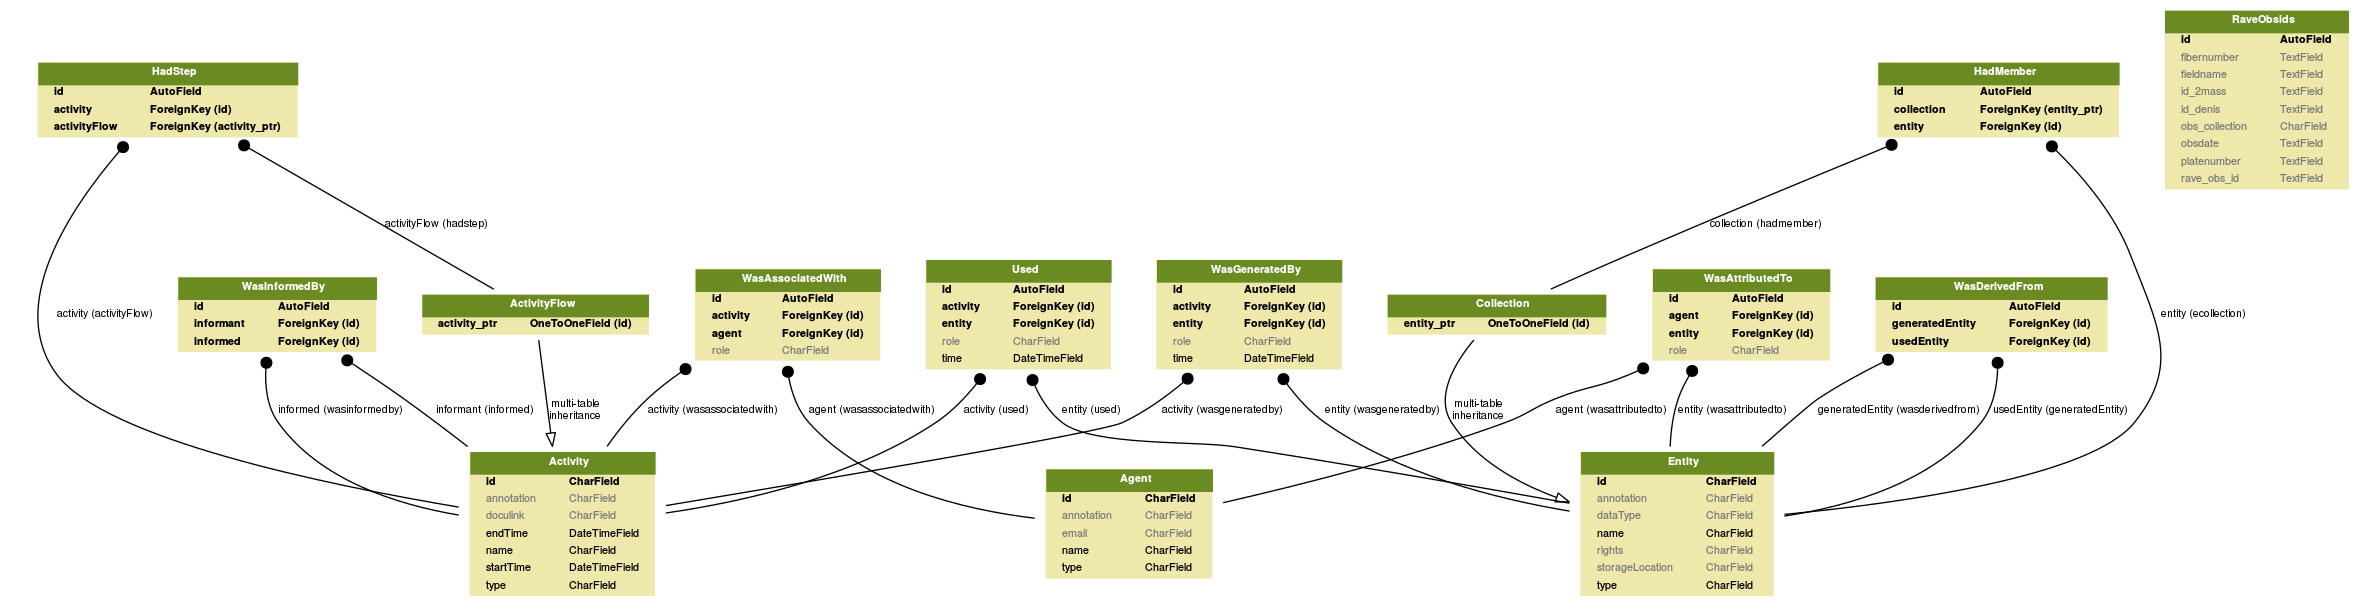 RaveObsids
id AutoField
fibernumber TextField
fieldname TextField
id_2mass TextField
id_denis TextField
obs_collection CharField
obsdate TextField
platenumber TextField
rave_obs_id TextField
HadStep
id AutoField
activity ForeignKey (id)
activityFlow ForeignKey (activity_ptr)
HadMember
id AutoField
collection ForeignKey (entity_ptr)
entity ForeignKey (id)
activityFlow (hadstep)
collection (hadmember)
WasInformedBy
id AutoField
informant ForeignKey (id)
informed ForeignKey (id)
ActivityFlow
activity_ptr OneToOneField (id)
WasAssociatedWith
id AutoField
activity ForeignKey (id)
agent ForeignKey (id)
role CharField
Used
id AutoField
activity ForeignKey (id)
entity ForeignKey (id)
role CharField
time DateTimeField
WasGeneratedBy
id AutoField
activity ForeignKey (id)
entity ForeignKey (id)
role CharField
time DateTimeField
Collection
entity_ptr OneToOneField (id)
WasAttributedTo
id AutoField
agent ForeignKey (id)
entity ForeignKey (id)
role CharField
WasDerivedFrom
id AutoField
generatedEntity ForeignKey (id)
usedEntity ForeignKey (id)
activity (activityFlow)
entity (ecollection)
informed (wasinformedby)
informant (informed)
multi-table
inheritance
activity (wasassociatedwith)
agent (wasassociatedwith)
activity (used)
entity (used)
activity (wasgeneratedby)
entity (wasgeneratedby)
multi-table
inheritance
agent (wasattributedto)
entity (wasattributedto)
generatedEntity (wasderivedfrom)
usedEntity (generatedEntity)
Activity
id CharField
annotation CharField
doculink CharField
endTime DateTimeField
name CharField
startTime DateTimeField
type CharField
Agent
id CharField
annotation CharField
email CharField
name CharField
type CharField
Entity
id CharField
annotation CharField
dataType CharField
name CharField
rights CharField
storageLocation CharField
type CharField